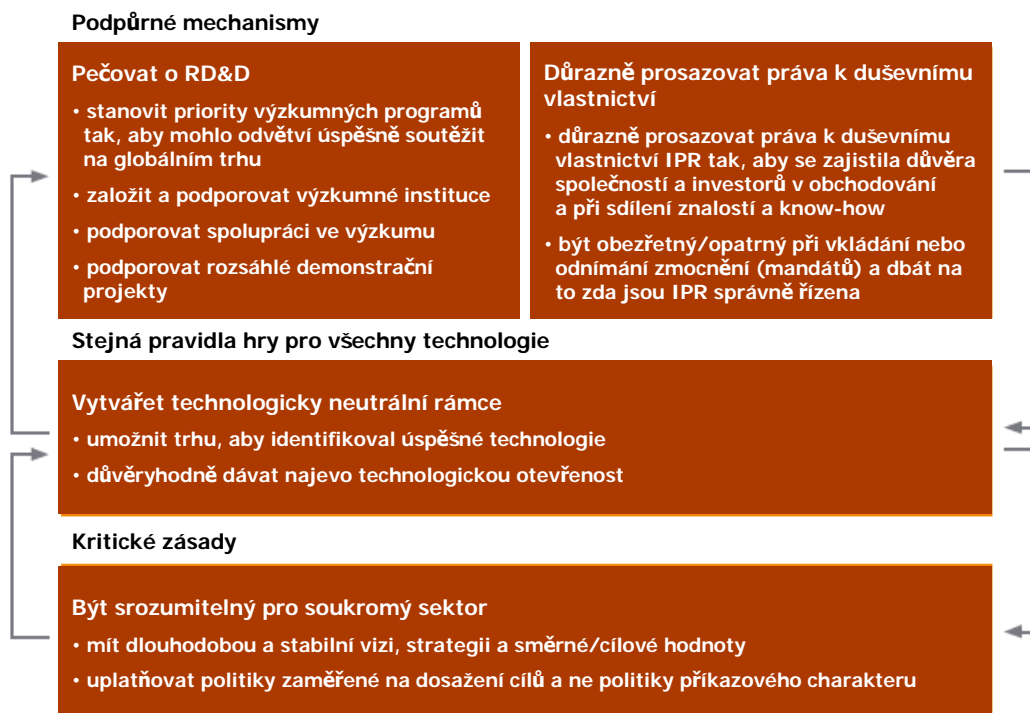 Podpůrné mechanismy
Pečovat o RD&D
• stanovit priority výzkumných programů
tak, aby mohlo odvětví úspěšně soutěžit
na globálním trhu
• založit a podporovat výzkumné instituce
• podporovat spolupráci ve výzkumu
• podporovat rozsáhlé demonstrační
projekty
Důrazně prosazovat práva k duševnímu
vlastnictví
• důrazně prosazovat práva k duševnímu
vlastnictví IPR tak, aby se zajistila důvěra
společností a investorů v obchodování
a při sdílení znalostí a know-how
• být obezřetný/opatrný při vkládání nebo
odnímání zmocnění (mandátů) a dbát na
to zda jsou IPR správně řízena
Stejná pravidla hry pro všechny technologie
Vytvářet technologicky neutrální rámce
• umožnit trhu, aby identifikoval úspěšné technologie
• důvěryhodně dávat najevo technologickou otevřenost
Kritické zásady
Být srozumitelný pro soukromý sektor
• mít dlouhodobou a stabilní vizi, strategii a směrné/cílové hodnoty
• uplatňovat politiky zaměřené na dosažení cílů a ne politiky příkazového charakteru